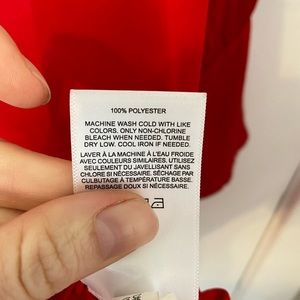 100% POLYESTER
MACHINE WASH COLD WITH LIKE
COLORS. ONLY NON-CHLORINE
BLEACH WHEN NEEDED. TUMBLE
DRY LOW. COOL IRON IF NEEDED.
LAVER À LA MACHINE À L'EAU FROIDE
AVEC COULEURS SIMILAIRES. UTILISEZ
SEULEMENT DU JAVELLISANT SANS
CHLORE SI NÉCESSAIRE. SÉCHAGE PAR
CULBUTAGE À TEMPÉRATURE BASSE.
REPASSAGE DOUX SI NÉCESSAIRE.